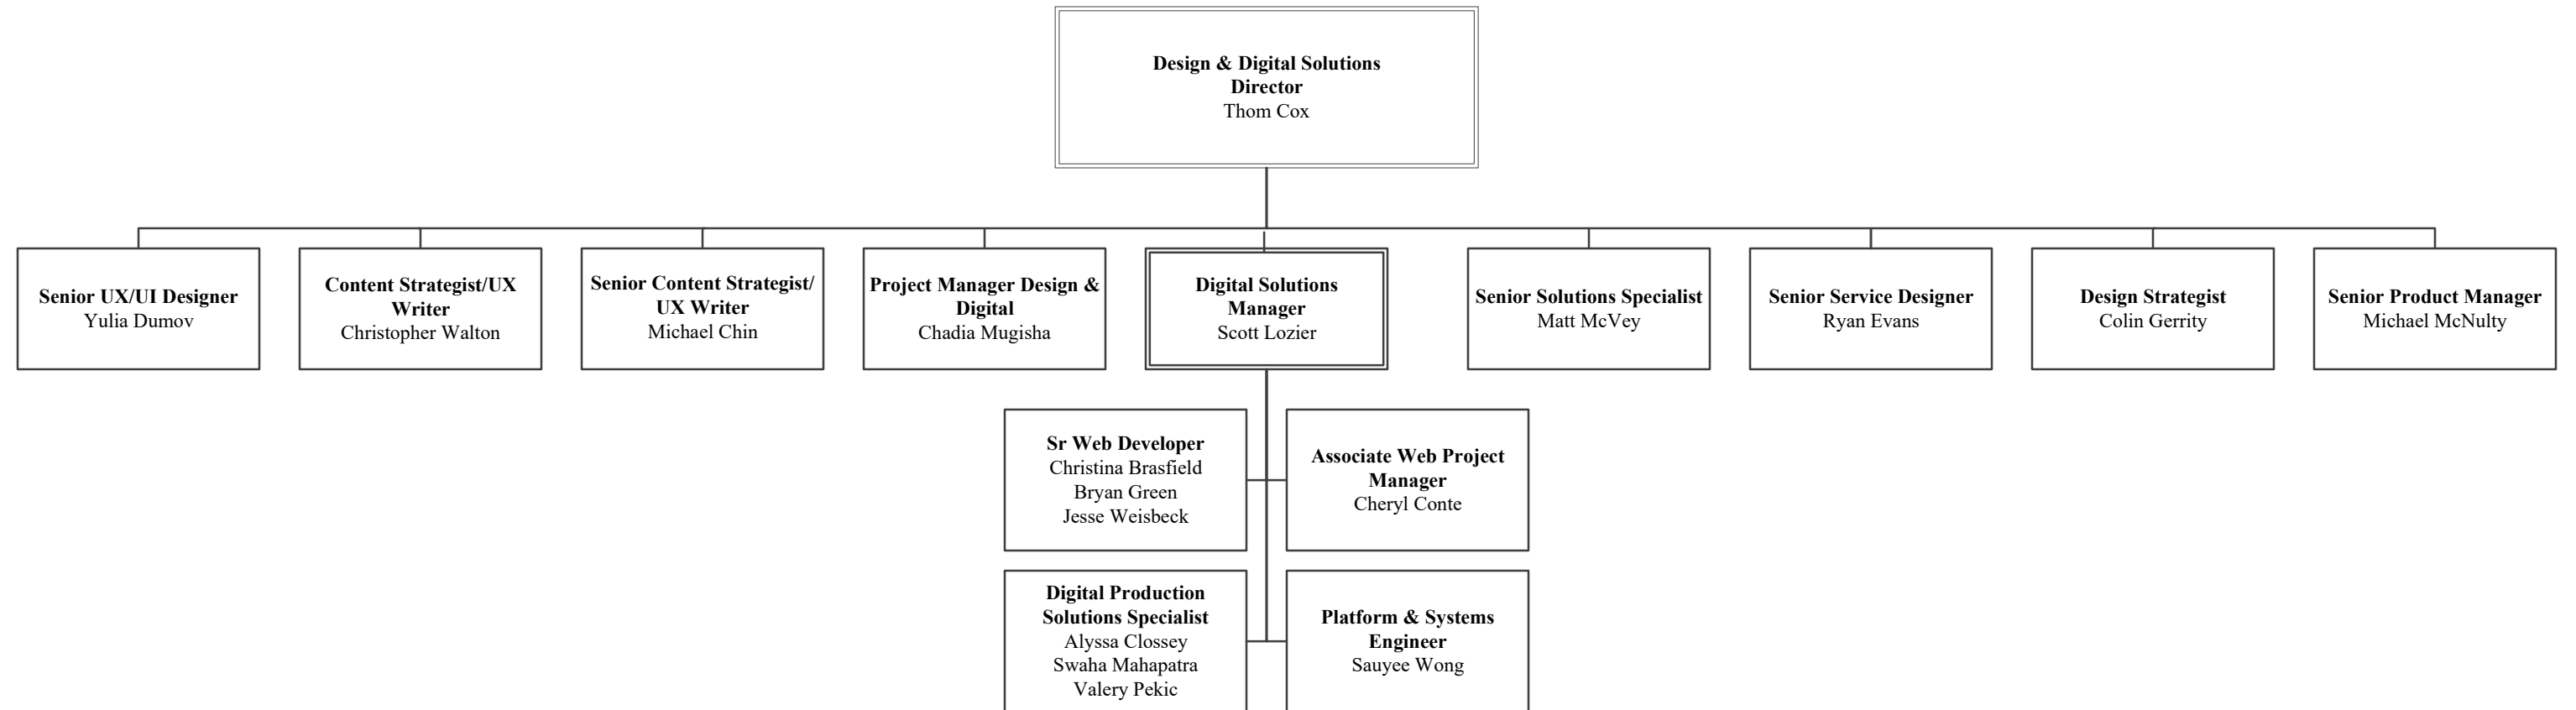 Design & Digital Solutions
Director
Thom Cox
Senior UX/UI Designer
Yulia Dumov
Content Strategist/UX
Writer
Christopher Walton
Senior Content Strategist/
UX Writer
Michael Chin
Project Manager Design &
Digital
Chadia Mugisha
Digital Solutions
Manager
Scott Lozier
Senior Solutions Specialist
Matt McVey
Senior Service Designer
Ryan Evans
Design Strategist
Colin Gerrity
Senior Product Manager
Michael McNulty
Sr Web Developer
Christina Brasfield
Bryan Green
Jesse Weisbeck
Associate Web Project
Manager
Cheryl Conte
Digital Production
Solutions Specialist
Alyssa Clossey
Swaha Mahapatra
Valery Pekic
Platform & Systems
Engineer
Sauyee Wong